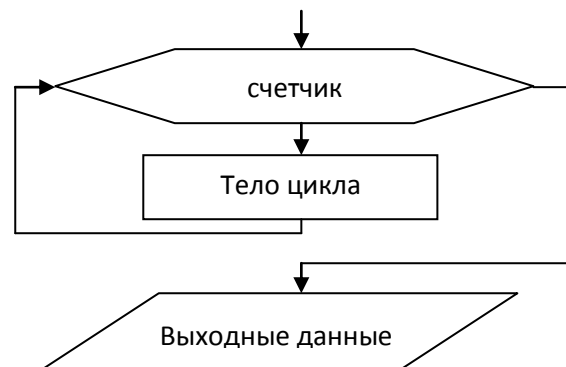 счетчик
Тело цикла
Выходные данные